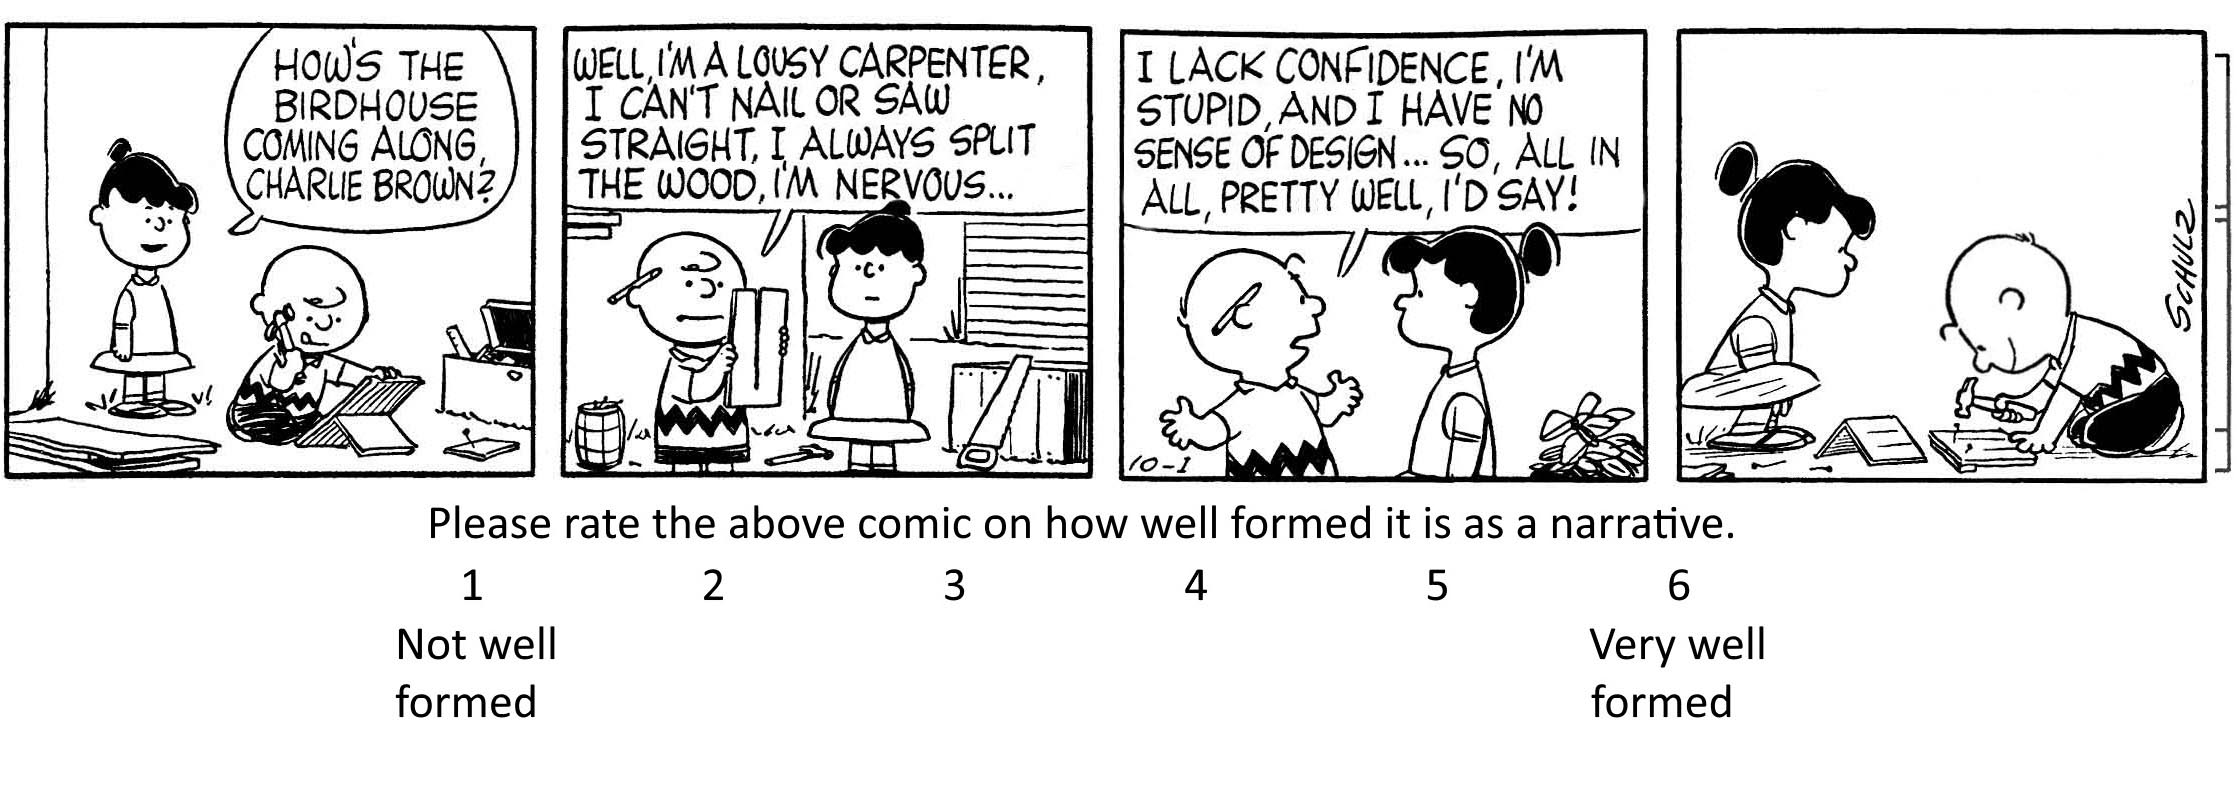 HOW'S THE
BIRDHOUSE
COMING ALONG,
CHARLIE BROWN?
WELL, I'M A LOUSY CARPENTER,
I CAN'T NAIL OR SAW
STRAIGHT, I ALWAYS SPLIT
THE WOOD, I'M NERVOUS...
I LACK CONFIDENCE, I'M
STUPID, AND I HAVE NO
SENSE OF DESIGN... SO, ALL IN
ALL, PRETTY WELL, I'D SAY!
10-1
SCHULZ
Please rate the above comic on how well formed it is as a narrative.
1 2 3 4 5 6
Not well
formed
Very well
formed